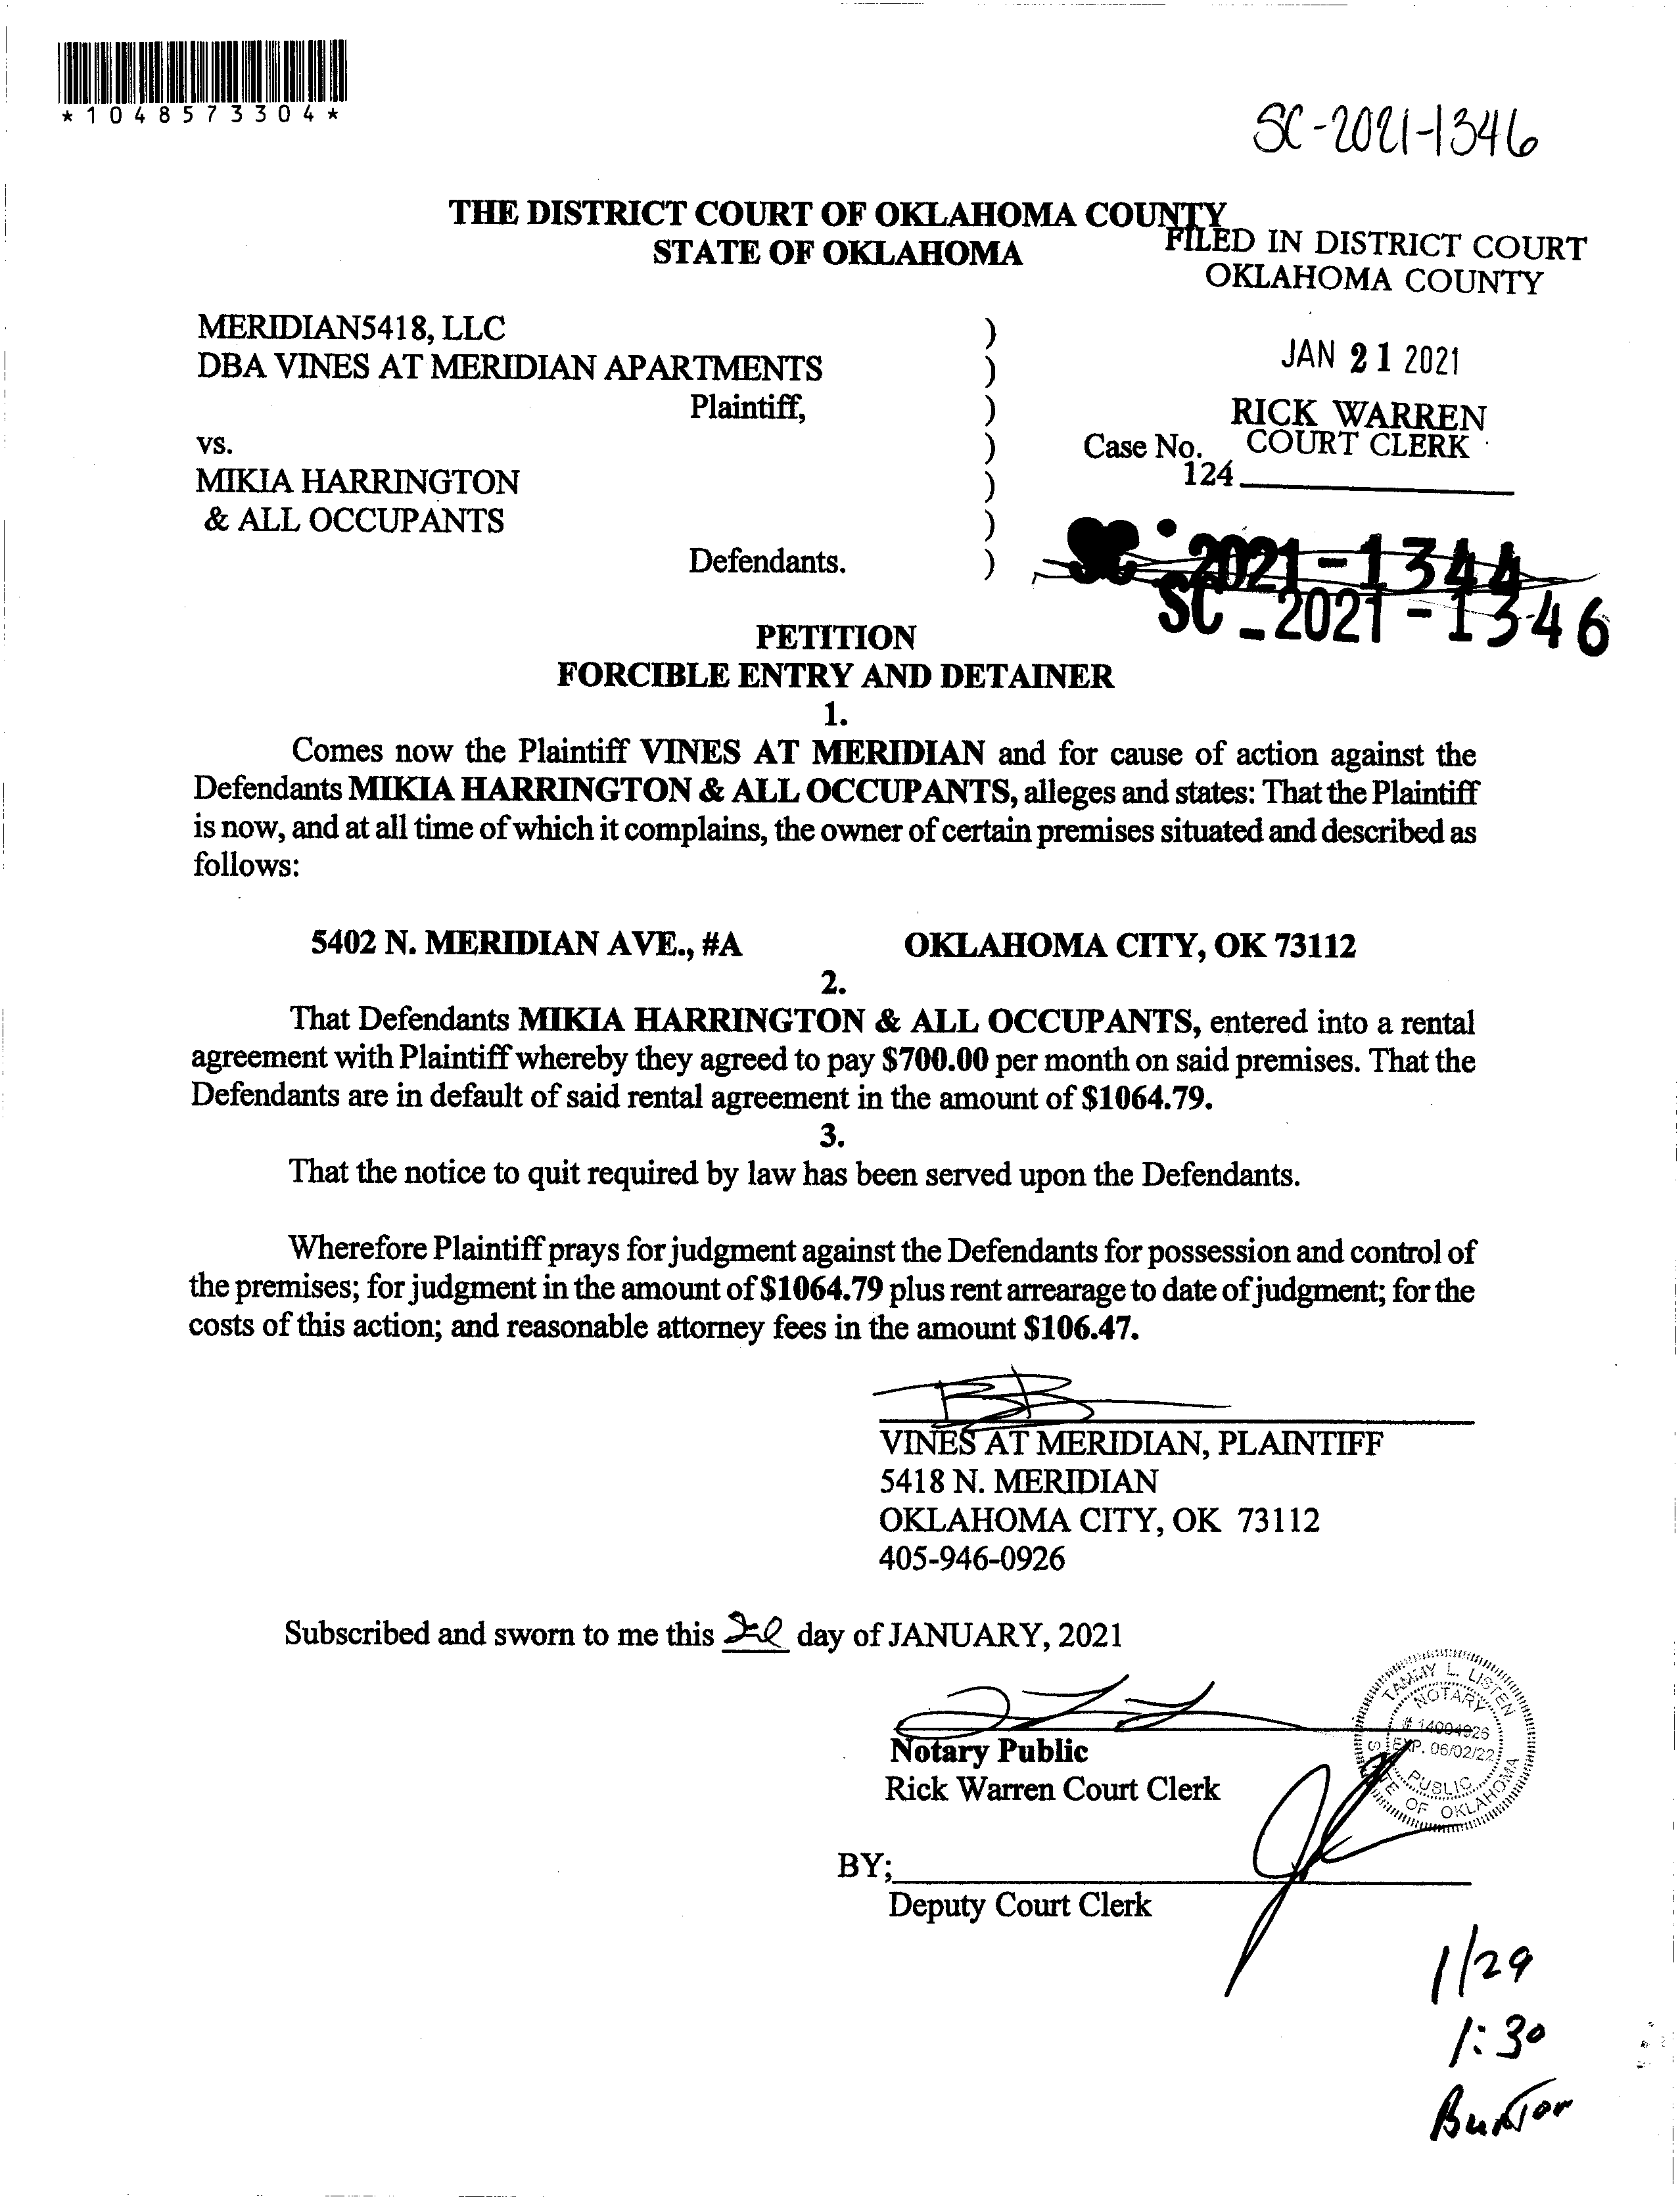 *1048573304*
SC-2021-1346
THE DISTRICT COURT OF OKLAHOMA COUNTY
STATE OF OKLAHOMA
FILED IN DISTRICT COURT
OKLAHOMA COUNTY
MERIDIAN5418, LLC )
DBA VINES AT MERIDIAN APARTMENTS )
JAN 21 2021
Plaintiff, )
RICK WARREN
vs. ) Case No. COURT CLERK
MIKIA HARRINGTON ) 124
& ALL OCCUPANTS )
Defendants. )
SC-2021-1344
SC-2021-1346
PETITION
FORCIBLE ENTRY AND DETAINER
1.
Comes now the Plaintiff VINES AT MERIDIAN and for cause of action against the
Defendants MIKIA HARRINGTON & ALL OCCUPANTS, alleges and states: That the Plaintiff
is now, and at all time of which it complains, the owner of certain premises situated and described as
follows:
5402 N. MERIDIAN AVE., #A OKLAHOMA CITY, OK 73112
2.
That Defendants MIKIA HARRINGTON & ALL OCCUPANTS, entered into a rental
agreement with Plaintiff whereby they agreed to pay $700.00 per month on said premises. That the
Defendants are in default of said rental agreement in the amount of $1064.79.
3.
That the notice to quit required by law has been served upon the Defendants.
Wherefore Plaintiff prays for judgment against the Defendants for possession and control of
the premises; for judgment in the amount of $1064.79 plus rent arrearage to date of judgment; for the
costs of this action; and reasonable attorney fees in the amount $106.47.
VINES AT MERIDIAN, PLAINTIFF
5418 N. MERIDIAN
OKLAHOMA CITY, OK 73112
405-946-0926
Subscribed and sworn to me this day of JANUARY, 2021
TAMMY L. LISTEN
NOTARY
# 14004926
EXP. 06/02/22
PUBLIC
STATE OF OKLAHOMA
Notary Public
Rick Warren Court Clerk
BY;
Deputy Court Clerk
1/29
1:30